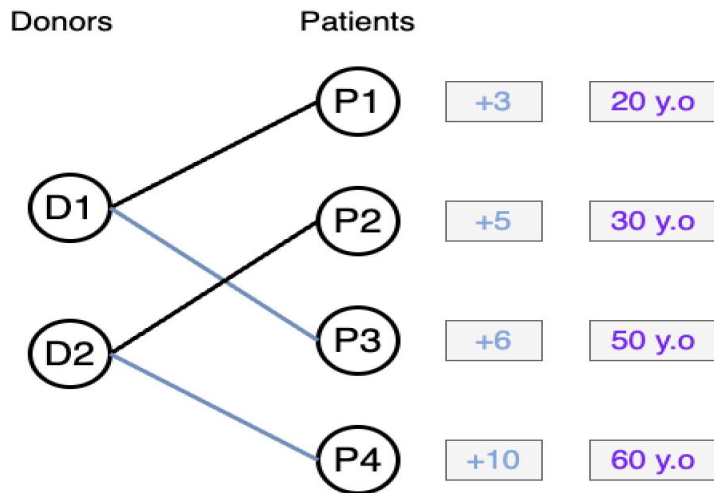 Donors Patients
P1 +3 20 y.o
D1
P2 +5 30 y.o
P3 +6 50 y.o
D2
P4 +10 60 y.o